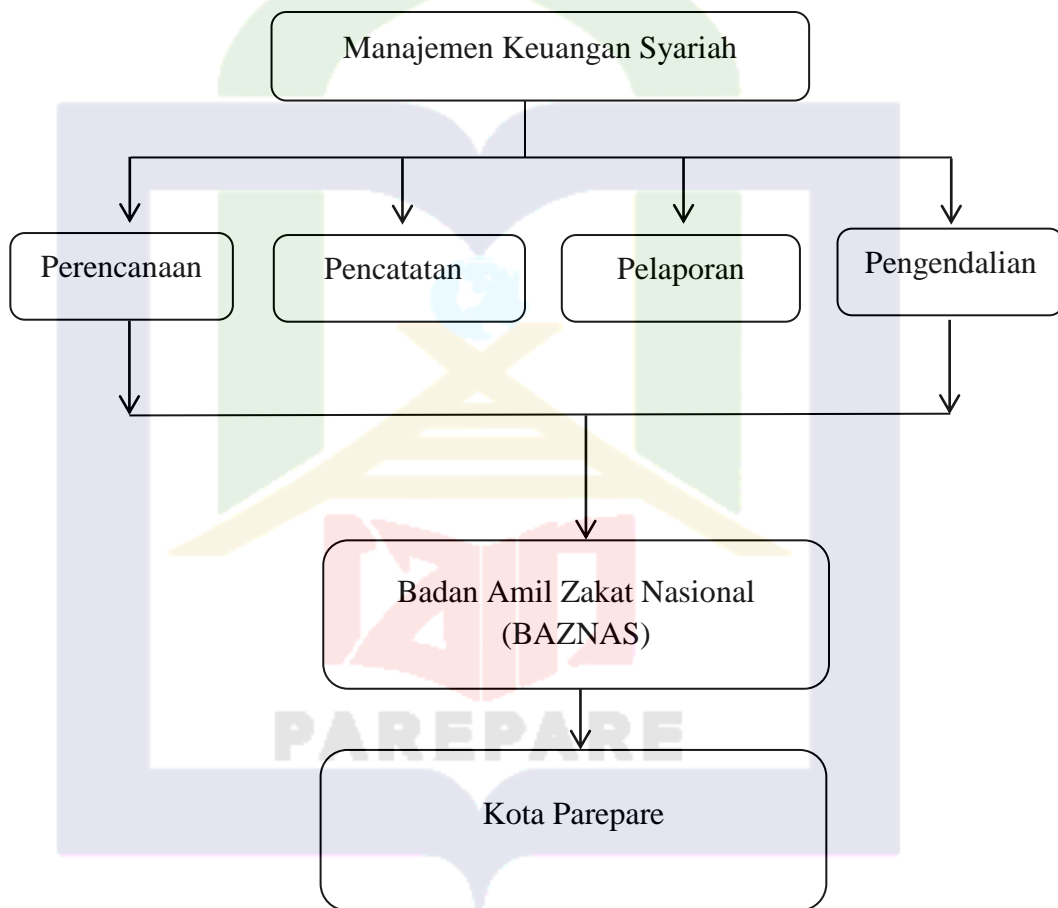 Manajemen Keuangan Syariah
Perencanaan
Pencatatan
Pelaporan
Pengendalian
Badan Amil Zakat Nasional
(BAZNAS)
PAREPARE
Kota Parepare